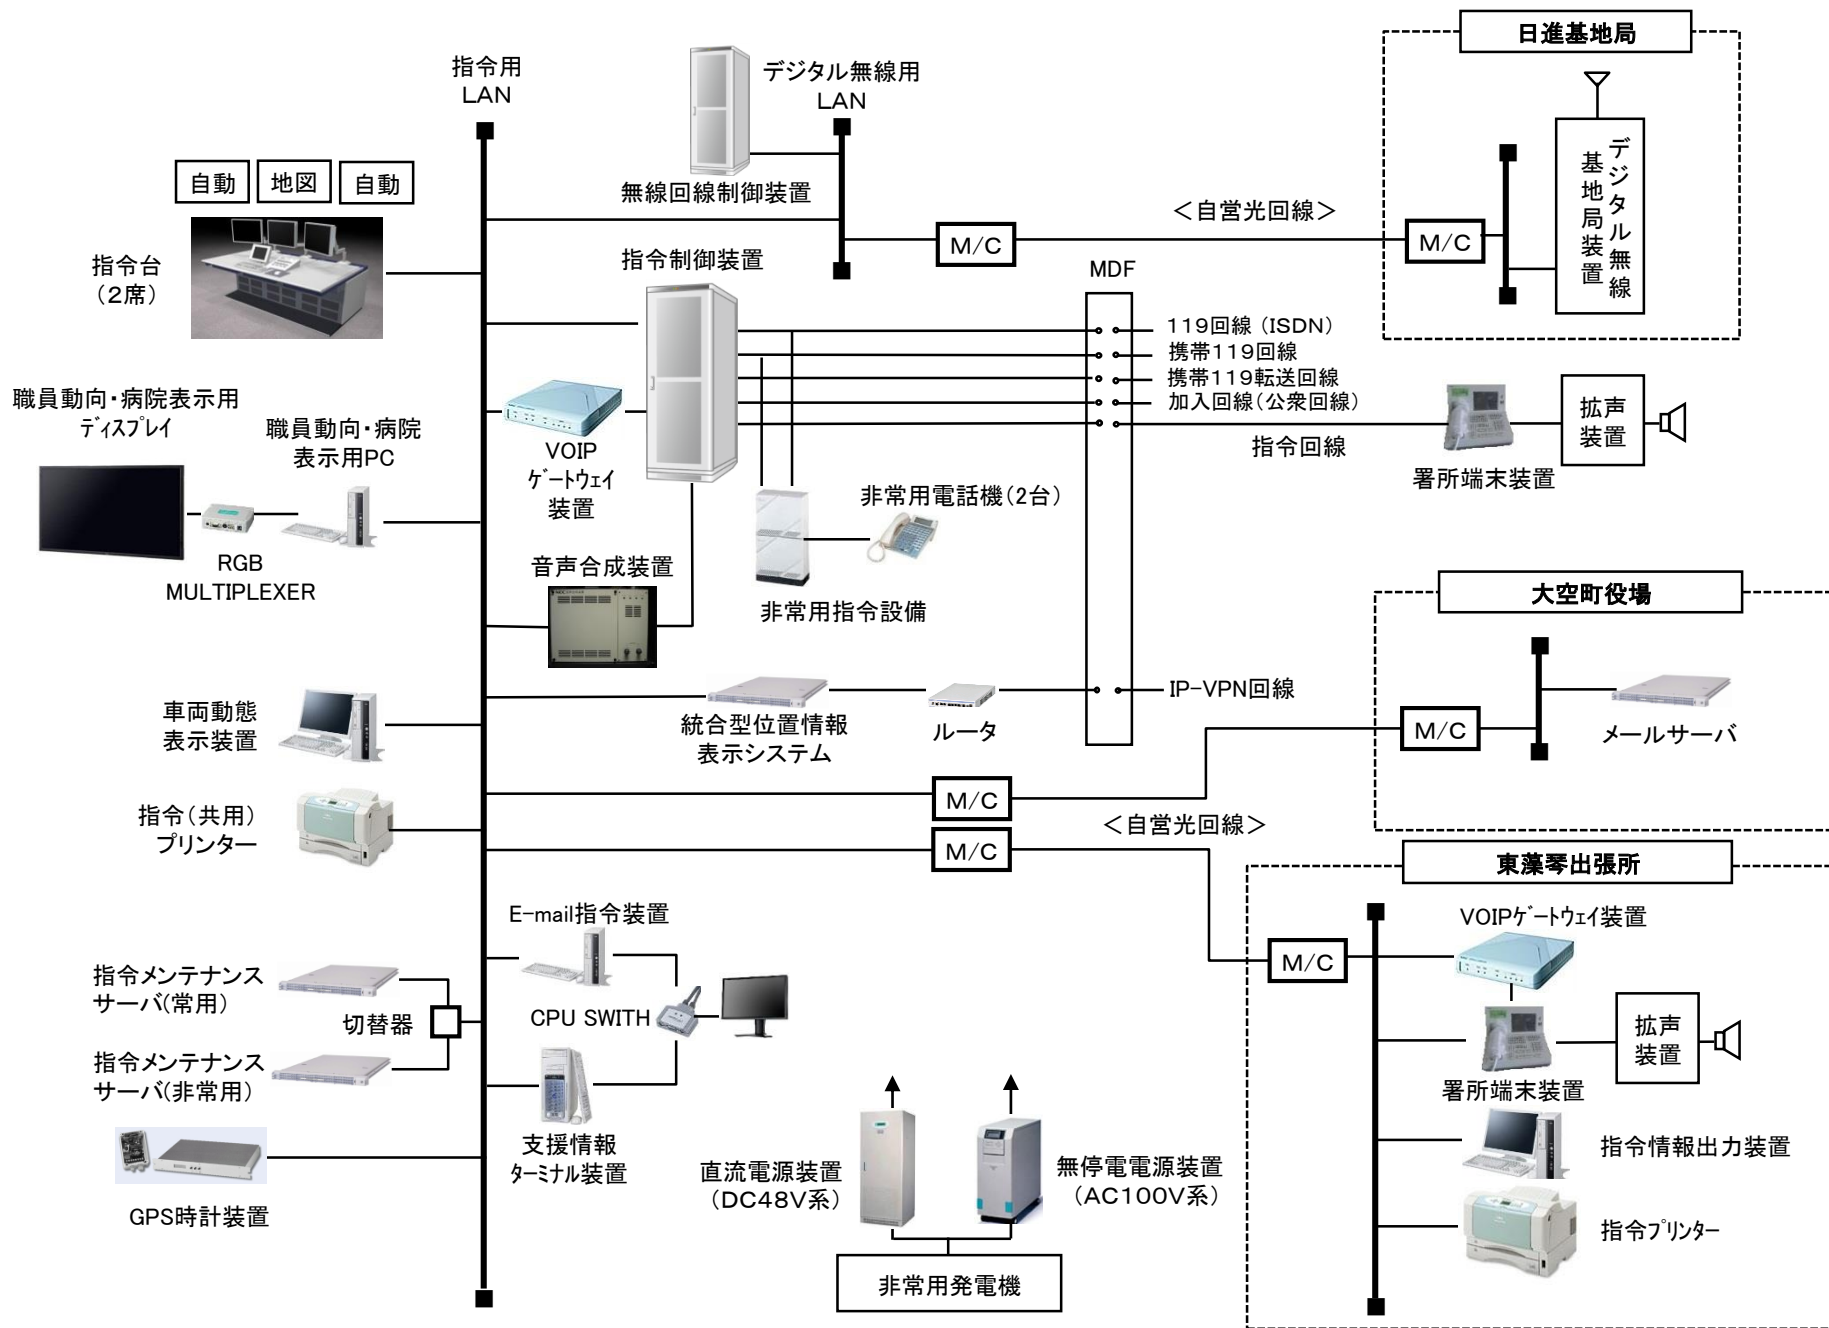 日進基地局
指令用
LAN
デジタル無線用
LAN
無線回線制御装置
自動
地図
自動
指令台
(2席)
<自営光回線>
M/C
M/C
デジタル無線
基地局装置
指令制御装置
MDF
119回線 (ISDN)
携帯119回線
携帯119転送回線
加入回線(公衆回線)
指令回線
署所端末装置
拡声
装置
職員動向・病院表示用
ディスプレイ
職員動向・病院
表示用PC
RGB
MULTIPLEXER
VOIP
ゲートウェイ
装置
非常用電話機(2台)
音声合成装置
非常用指令設備
大空町役場
車両動態
表示装置
統合型位置情報
表示システム
ルータ
IP-VPN回線
M/C
メールサーバ
M/C
指令(共用)
プリンター
<自営光回線>
M/C
東藻琴出張所
E-mail指令装置
VOIPゲートウェイ装置
M/C
指令メンテナンス
サーバ(常用)
切替器
CPU SWITH
拡声
装置
指令メンテナンス
サーバ(非常用)
署所端末装置
支援情報
ターミナル装置
直流電源装置
(DC48V系)
無停電電源装置
(AC100V系)
指令情報出力装置
GPS時計装置
指令プリンター
非常用発電機